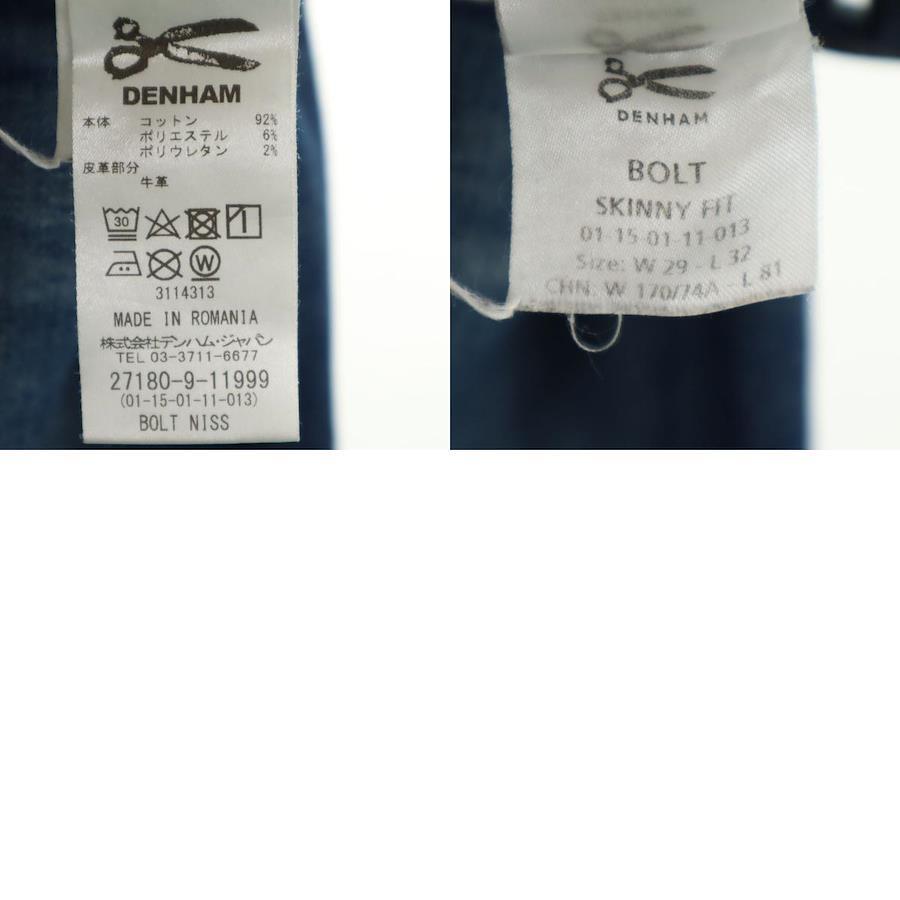 DENHAM
本体 コットン 92%
ポリエステル 6%
ポリウレタン 2%
皮革部分
牛革
30
W
3114313
MADE IN ROMANIA
株式会社デンハム・ジャパン
TEL 03-3711-6677
27180-9-11999
(01-15-01-11-013)
BOLT NISS
DENHAM
BOLT
SKINNY FIT
01-15-01-11-013
Size: W 29 - L 32
CHN: W 170/74A - L 81